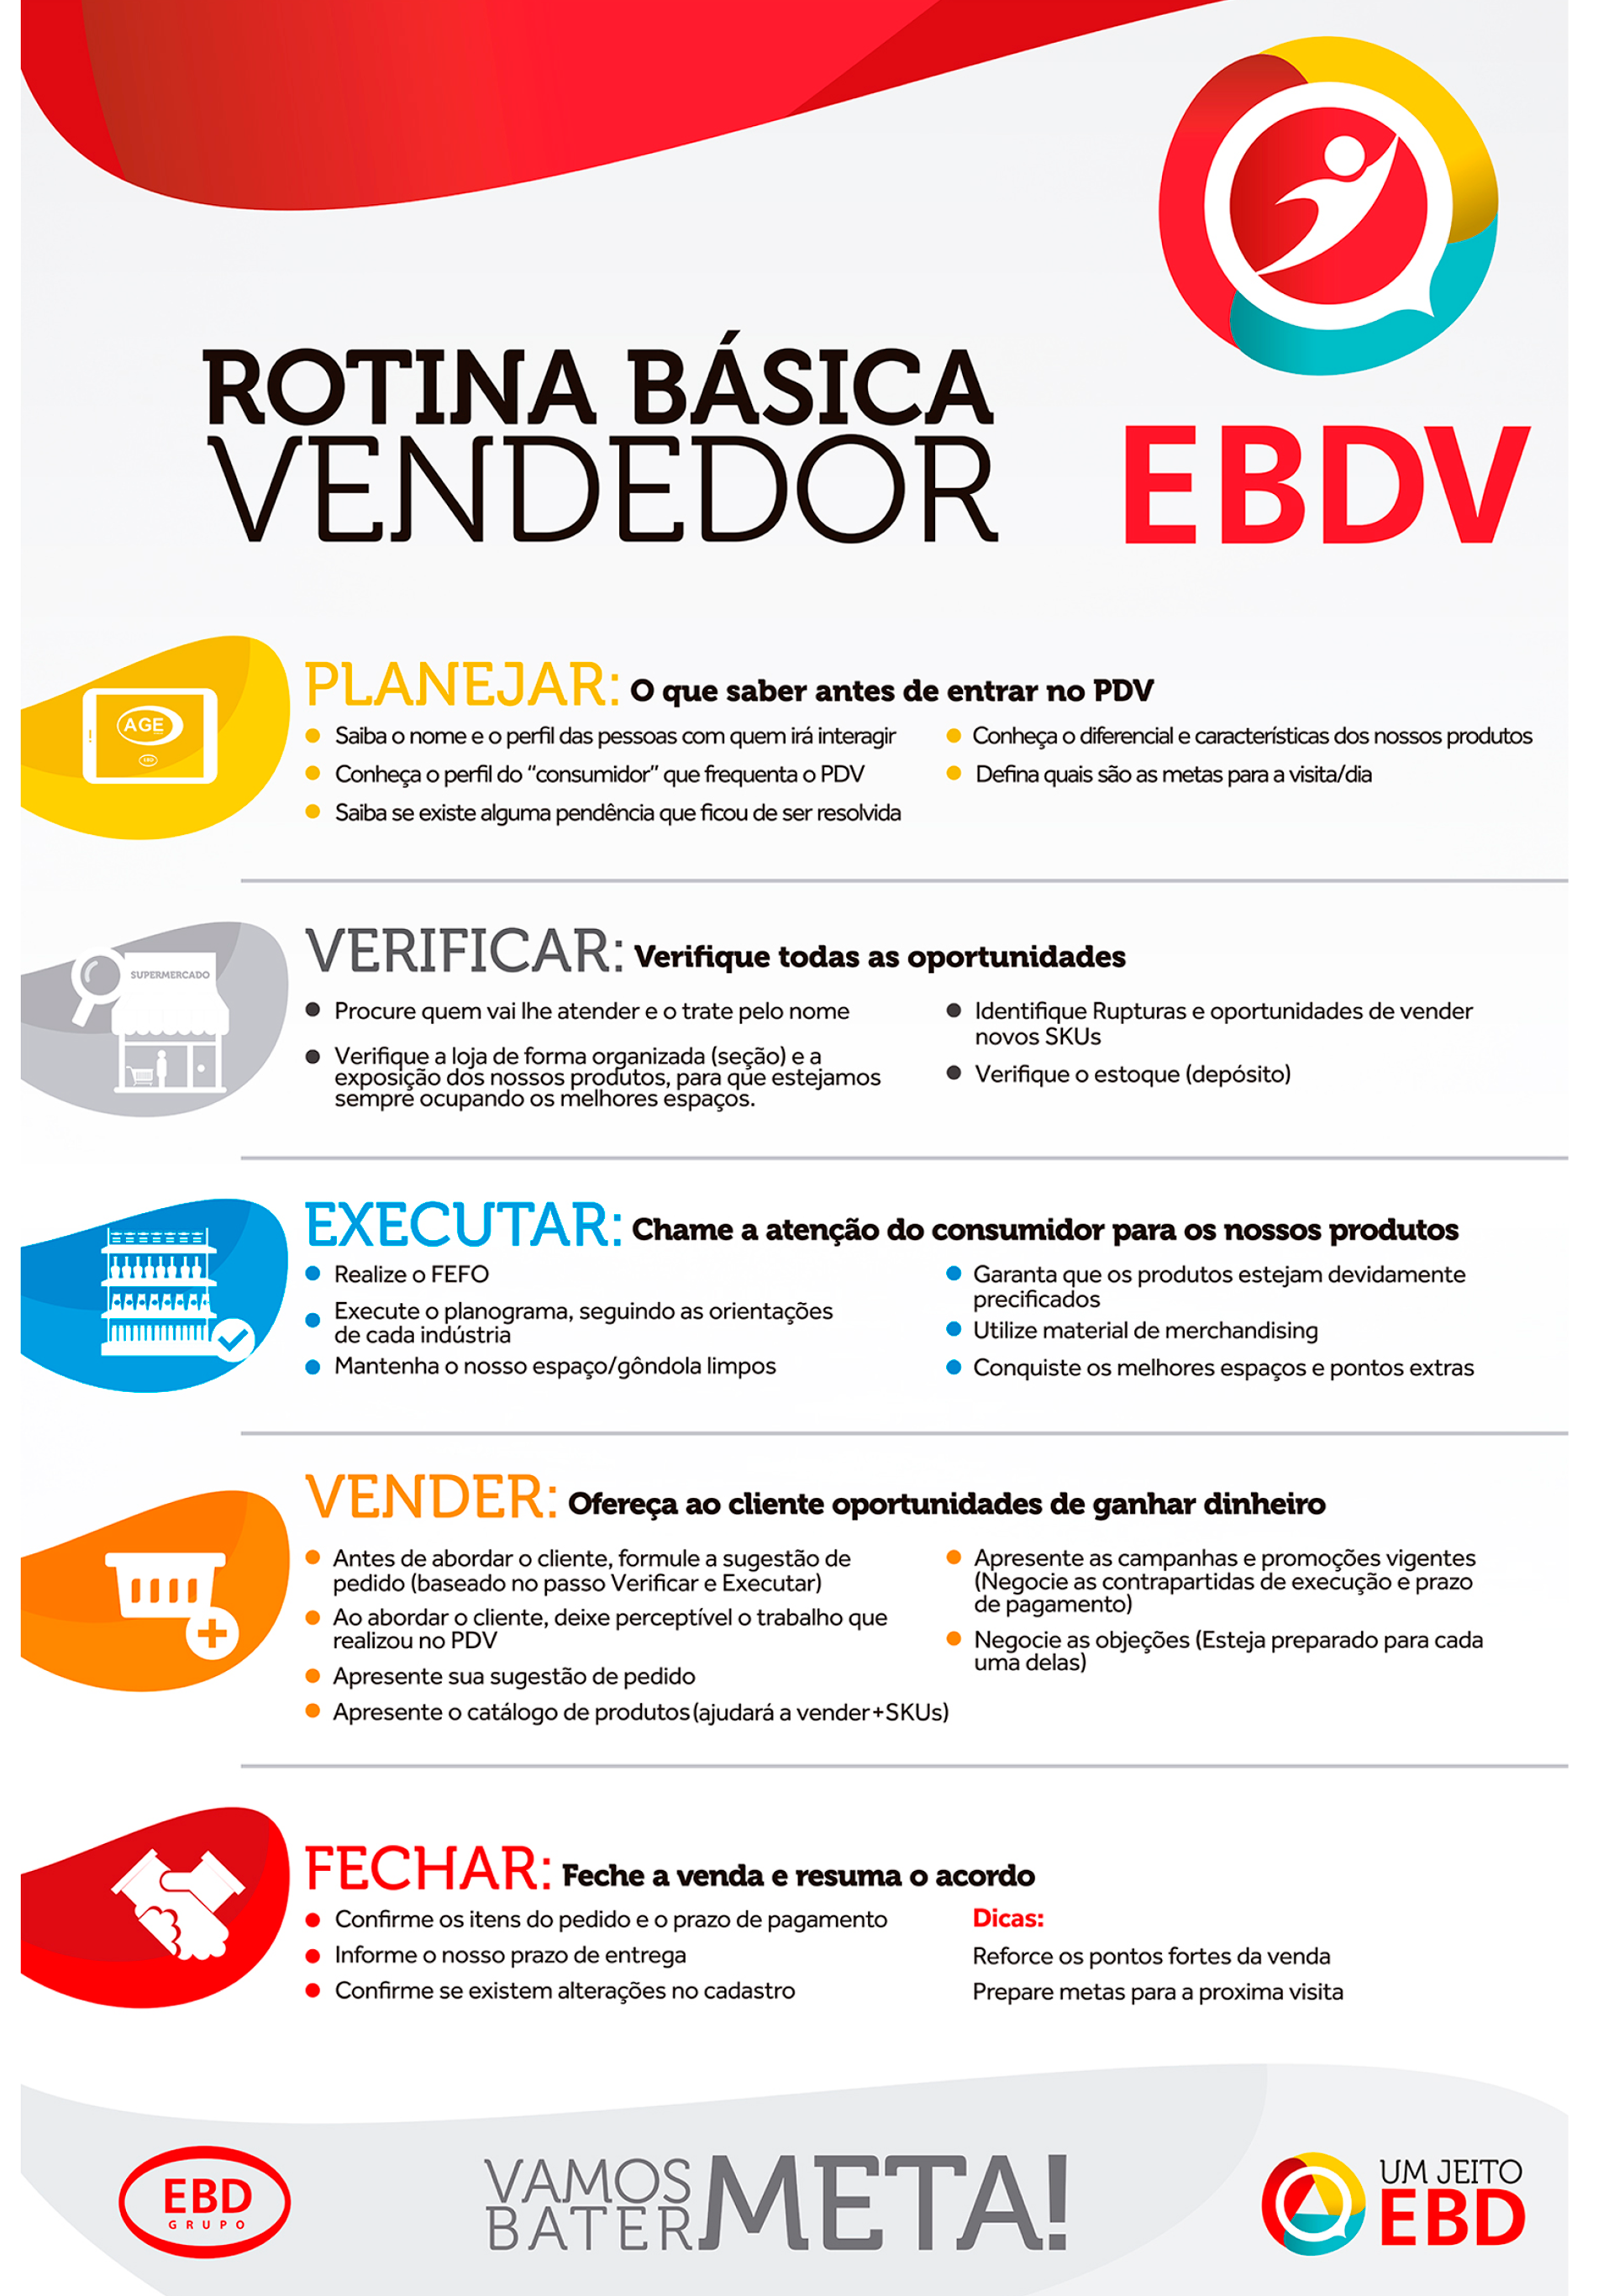 ROTINA BÁSICA
VENDEDOR
EBDV
AGE
EBD
PLANEJAR: O que saber antes de entrar no PDV
Saiba o nome e o perfil das pessoas com quem irá interagir
Conheça o perfil do “consumidor” que frequenta o PDV
Saiba se existe alguma pendência que ficou de ser resolvida
Conheça o diferencial e características dos nossos produtos
Defina quais são as metas para a visita/dia
SUPERMERCADO
VERIFICAR: Verifique todas as oportunidades
Procure quem vai lhe atender e o trate pelo nome
Verifique a loja de forma organizada (seção) e a
exposição dos nossos produtos, para que estejamos
sempre ocupando os melhores espaços.
Identifique Rupturas e oportunidades de vender
novos SKUs
Verifique o estoque (depósito)
EXECUTAR: Chame a atenção do consumidor para os nossos produtos
Realize o FEFO
Execute o planograma, seguindo as orientações
de cada indústria
Mantenha o nosso espaço/gôndola limpos
Garanta que os produtos estejam devidamente
precificados
Utilize material de merchandising
Conquiste os melhores espaços e pontos extras
VENDER: Ofereça ao cliente oportunidades de ganhar dinheiro
Antes de abordar o cliente, formule a sugestão de
pedido (baseado no passo Verificar e Executar)
Ao abordar o cliente, deixe perceptível o trabalho que
realizou no PDV
Apresente sua sugestão de pedido
Apresente o catálogo de produtos (ajudará a vender+SKUs)
Apresente as campanhas e promoções vigentes
(Negocie as contrapartidas de execução e prazo
de pagamento)
Negocie as objeções (Esteja preparado para cada
uma delas)
FECHAR: Feche a venda e resuma o acordo
Confirme os itens do pedido e o prazo de pagamento
Informe o nosso prazo de entrega
Confirme se existem alterações no cadastro
Dicas:
Reforce os pontos fortes da venda
Prepare metas para a proxima visita
EBD
GRUPO
VAMOS
BATER META!
UM JEITO
EBD